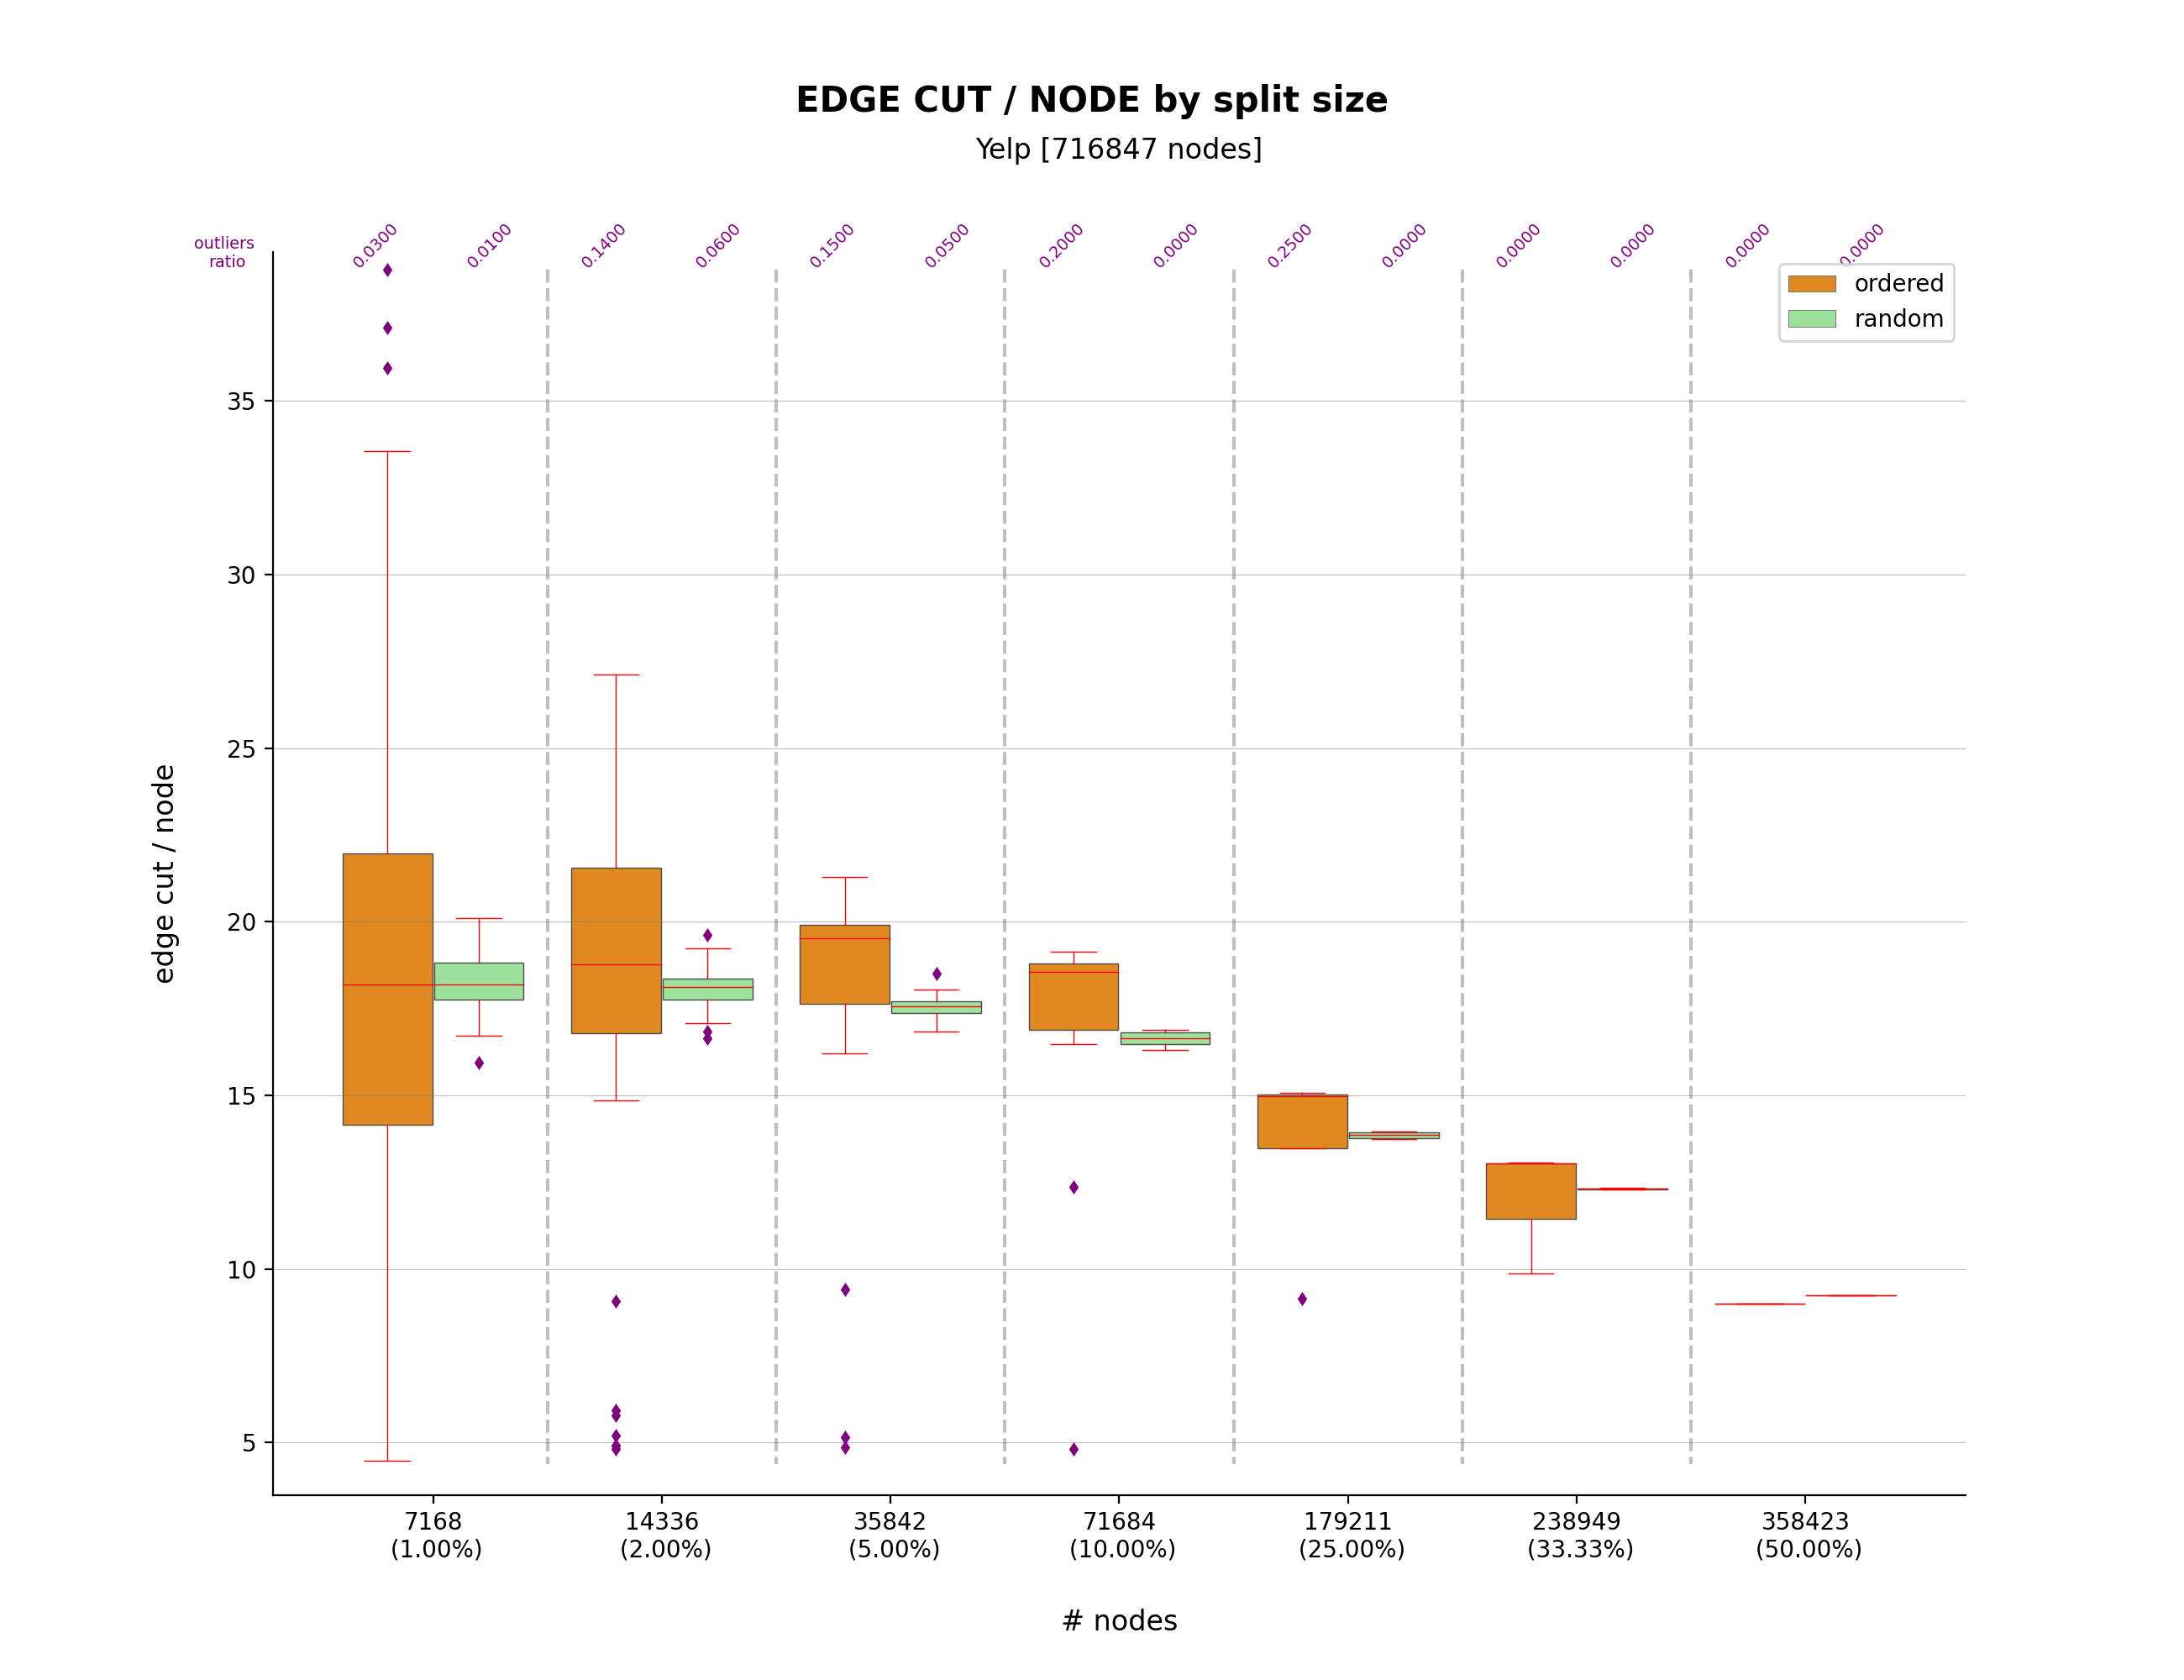 EDGE CUT / NODE by split size
Yelp [716847 nodes]
outliers
ratio
0.0300
0.0100
0.1400
0.0600
0.1500
0.0500
0.2000
0.0000
0.2500
0.0000
0.0000
0.0000
0.0000
0.0000
ordered
random
35
30
25
20
15
10
5
edge cut / node
7168 14336 35842 71684 179211 238949 358423
(1.00%) (2.00%) (5.00%) (10.00%) (25.00%) (33.33%) (50.00%)
# nodes